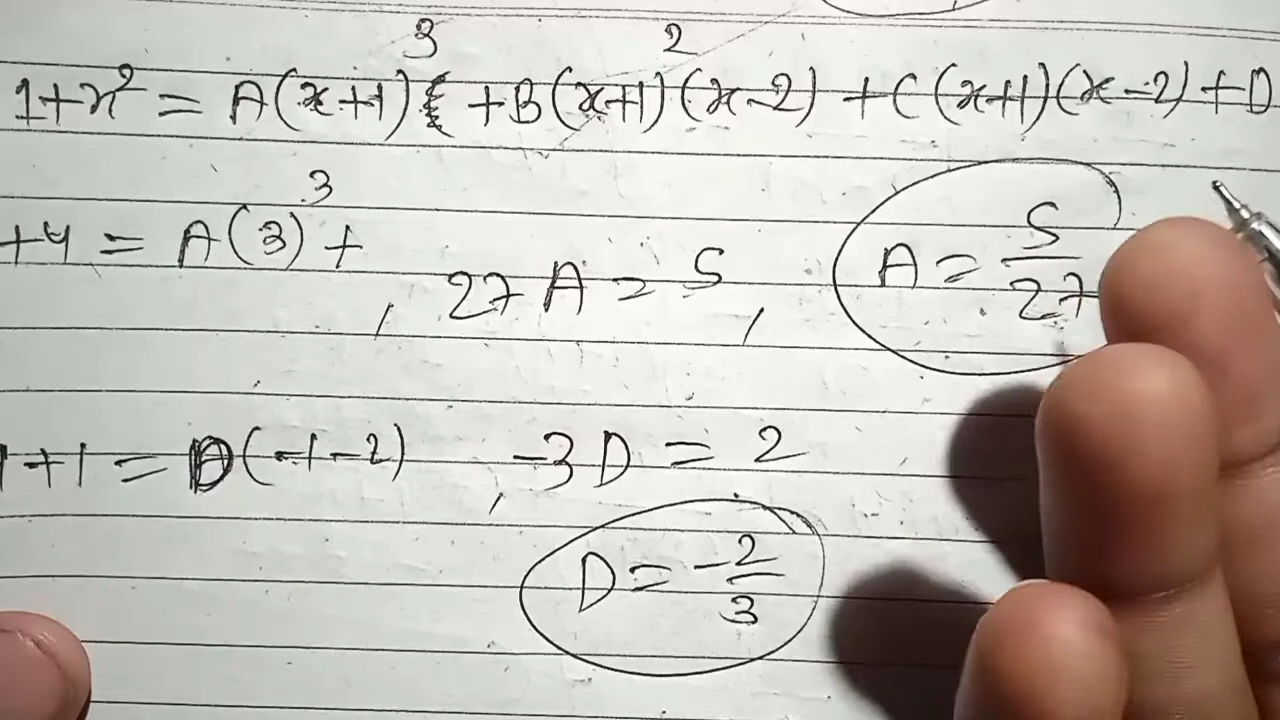 1+x² = A(x+1)³ + B(x+1)²(x-2) + C(x+1)(x-2) + D
+4 = A(3)³ + , 27A = 5 , A = 5/27
1+1 = D(-1-2) , -3D = 2
D = -2/3